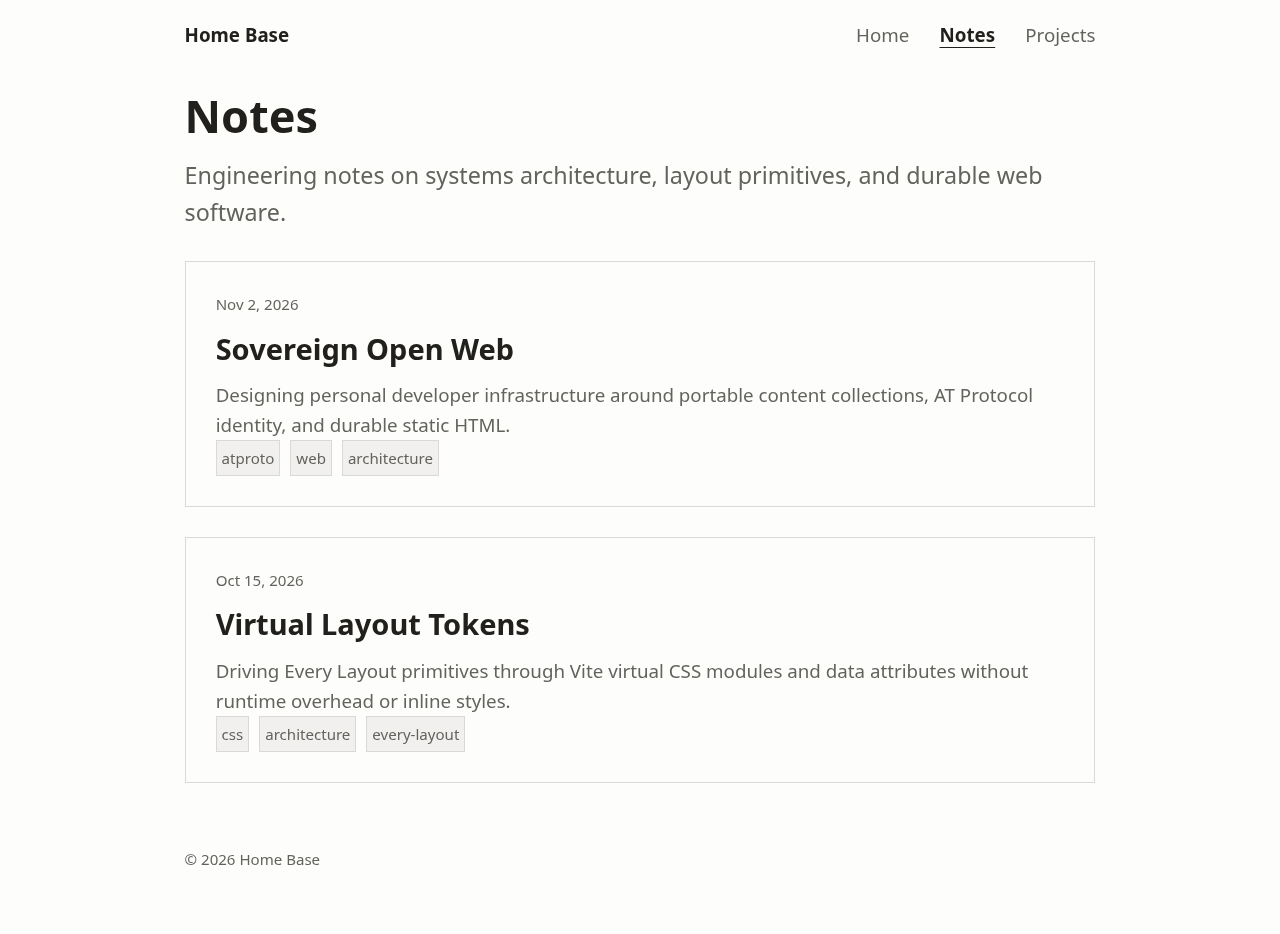 Home Base
Home Notes Projects
Notes
Engineering notes on systems architecture, layout primitives, and durable web
software.
Nov 2, 2026
Sovereign Open Web
Designing personal developer infrastructure around portable content collections, AT Protocol
identity, and durable static HTML.
atproto web architecture
Oct 15, 2026
Virtual Layout Tokens
Driving Every Layout primitives through Vite virtual CSS modules and data attributes without
runtime overhead or inline styles.
css architecture every-layout
© 2026 Home Base